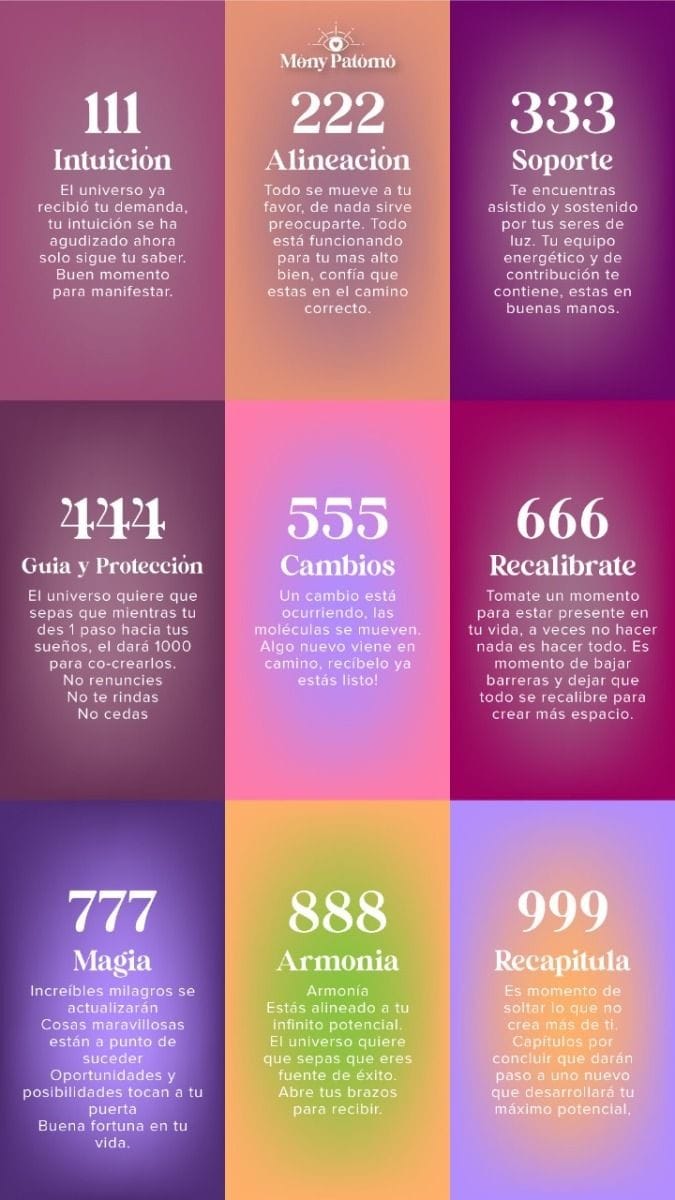 Mony Patomo
111
Intuición
El universo ya
recibió tu demanda,
tu intuición se ha
agudizado ahora
solo sigue tu saber.
Buen momento
para manifestar.
222
Alineación
Todo se mueve a tu
favor, de nada sirve
preocuparte. Todo
está funcionando
para tu mas alto
bien, confía que
estas en el camino
correcto.
333
Soporte
Te encuentras
asistido y sostenido
por tus seres de
luz. Tu equipo
energético y de
contribución te
contiene, estas en
buenas manos.
444
Guia y Protección
El universo quiere que
sepas que mientras tu
des 1 paso hacia tus
sueños, el dará 1000
para co-crearlos.
No renuncies
No te rindas
No cedas
555
Cambios
Un cambio está
ocurriendo, las
moléculas se mueven.
Algo nuevo viene en
camino, recíbelo ya
estás listo!
666
Recalibrate
Tomate un momento
para estar presente en
tu vida, a veces no hacer
nada es hacer todo. Es
momento de bajar
barreras y dejar que
todo se recalibre para
crear más espacio.
777
Magia
Increíbles milagros se
actualizarán
Cosas maravillosas
están a punto de
suceder
Oportunidades y
posibilidades tocan a tu
puerta
Buena fortuna en tu
vida.
888
Armonia
Armonía
Estás alineado a tu
infinito potencial.
El universo quiere
que sepas que eres
fuente de éxito.
Abre tus brazos
para recibir.
999
Recapitula
Es momento de
soltar lo que no
crea más de ti.
Capítulos por
concluir que darán
paso a uno nuevo
que desarrollará tu
máximo potencial,